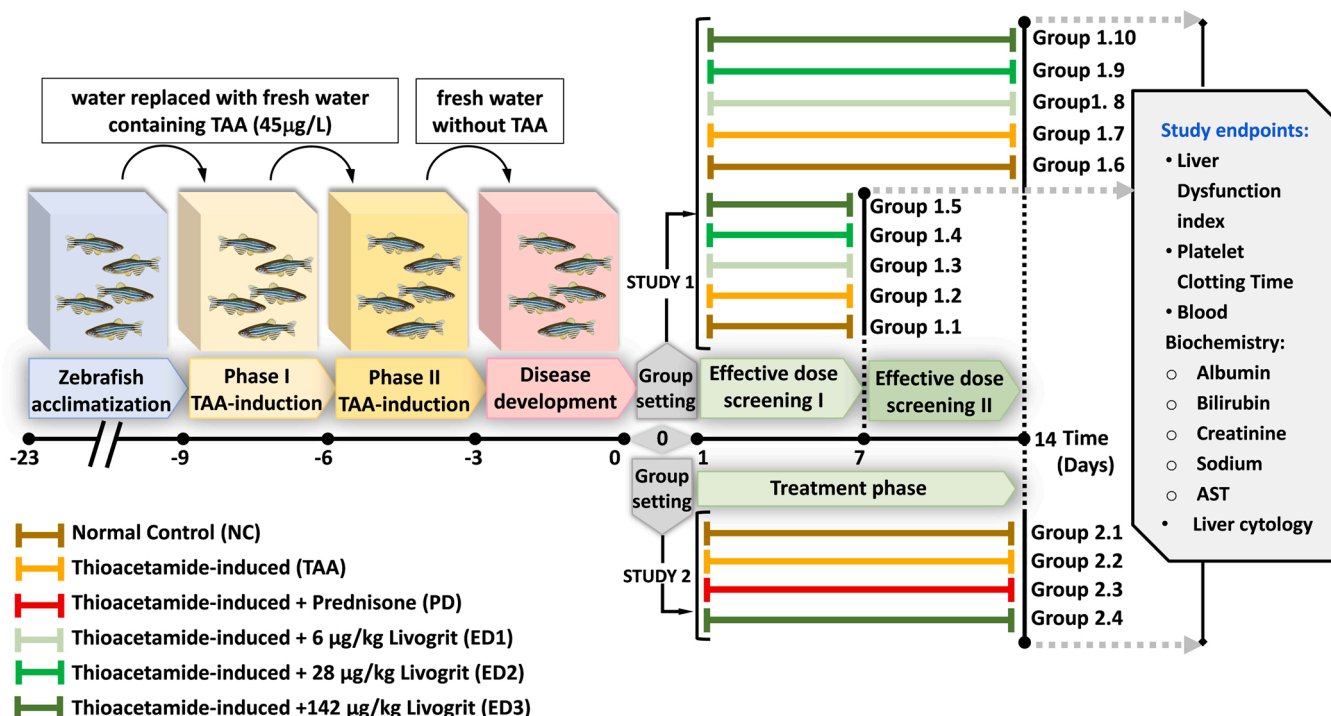 water replaced with fresh water
containing TAA (45µg/L)
fresh water
without TAA
Group 1.10
Group 1.9
Group1. 8
Group 1.7
Group 1.6
Group 1.5
Group 1.4
Group 1.3
Group 1.2
Group 1.1
STUDY 1
Study endpoints:
• Liver
Dysfunction
index
• Platelet
Clotting Time
• Blood
Biochemistry:
○ Albumin
○ Bilirubin
○ Creatinine
○ Sodium
○ AST
• Liver cytology
Zebrafish
acclimatization
Phase I
TAA-induction
Phase II
TAA-induction
Disease
development
Group
setting
Effective dose
screening I
Effective dose
screening II
-23
-9
-6
-3
0
0
1
7
14 Time
(Days)
Group
setting
Treatment phase
STUDY 2
Group 2.1
Group 2.2
Group 2.3
Group 2.4
Normal Control (NC)
Thioacetamide-induced (TAA)
Thioacetamide-induced + Prednisone (PD)
Thioacetamide-induced + 6 µg/kg Livogrit (ED1)
Thioacetamide-induced + 28 µg/kg Livogrit (ED2)
Thioacetamide-induced +142 µg/kg Livogrit (ED3)